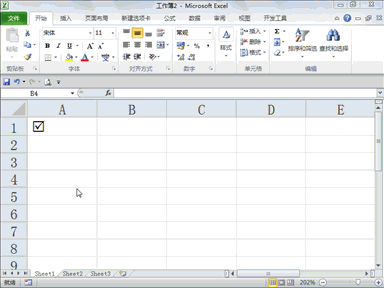 工作簿2 - Microsoft Excel
文件 开始 插入 页面布局 新建选项卡 公式 数据 审阅 视图 开发工具
宋体 11 常规
粘贴 B I U A 样式 插入 删除 格式 Σ 排序和筛选 查找和选择
剪贴板 字体 对齐方式 数字 单元格 编辑
E4 fx
A B C D E
1
2
3
4
5
6
7
8
9
Sheet1 Sheet2 Sheet3
就绪 202%